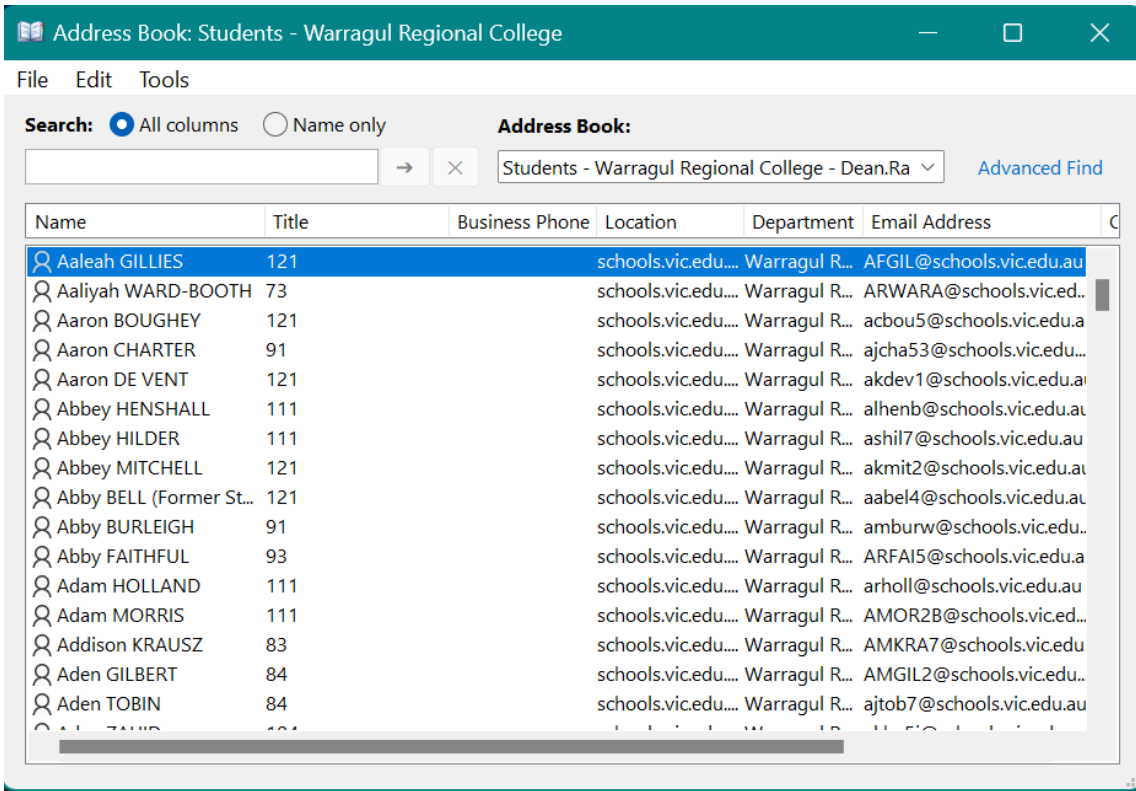 Address Book: Students - Warragul Regional College
File Edit Tools
Search: All columns Name only Address Book:
Students - Warragul Regional College - Dean.Ra Advanced Find
Name Title Business Phone Location Department Email Address
Aaleah GILLIES 121 schools.vic.edu.... Warragul R... AFGIL@schools.vic.edu.au
Aaliyah WARD-BOOTH 73 schools.vic.edu.... Warragul R... ARWARA@schools.vic.ed..
Aaron BOUGHEY 121 schools.vic.edu.... Warragul R... acbou5@schools.vic.edu.a
Aaron CHARTER 91 schools.vic.edu.... Warragul R... ajcha53@schools.vic.edu...
Aaron DE VENT 121 schools.vic.edu.... Warragul R... akdev1@schools.vic.edu.au
Abbey HENSHALL 111 schools.vic.edu.... Warragul R... alhenb@schools.vic.edu.au
Abbey HILDER 111 schools.vic.edu.... Warragul R... ashil7@schools.vic.edu.au
Abbey MITCHELL 121 schools.vic.edu.... Warragul R... akmit2@schools.vic.edu.au
Abby BELL (Former St... 121 schools.vic.edu.... Warragul R... aabel4@schools.vic.edu.au
Abby BURLEIGH 91 schools.vic.edu.... Warragul R... amburw@schools.vic.edu..
Abby FAITHFUL 93 schools.vic.edu.... Warragul R... ARFAI5@schools.vic.edu.a
Adam HOLLAND 111 schools.vic.edu.... Warragul R... arholl@schools.vic.edu.au
Adam MORRIS 111 schools.vic.edu.... Warragul R... AMOR2B@schools.vic.ed...
Addison KRAUSZ 83 schools.vic.edu.... Warragul R... AMKRA7@schools.vic.edu
Aden GILBERT 84 schools.vic.edu.... Warragul R... AMGIL2@schools.vic.edu..
Aden TOBIN 84 schools.vic.edu.... Warragul R... ajtob7@schools.vic.edu.au